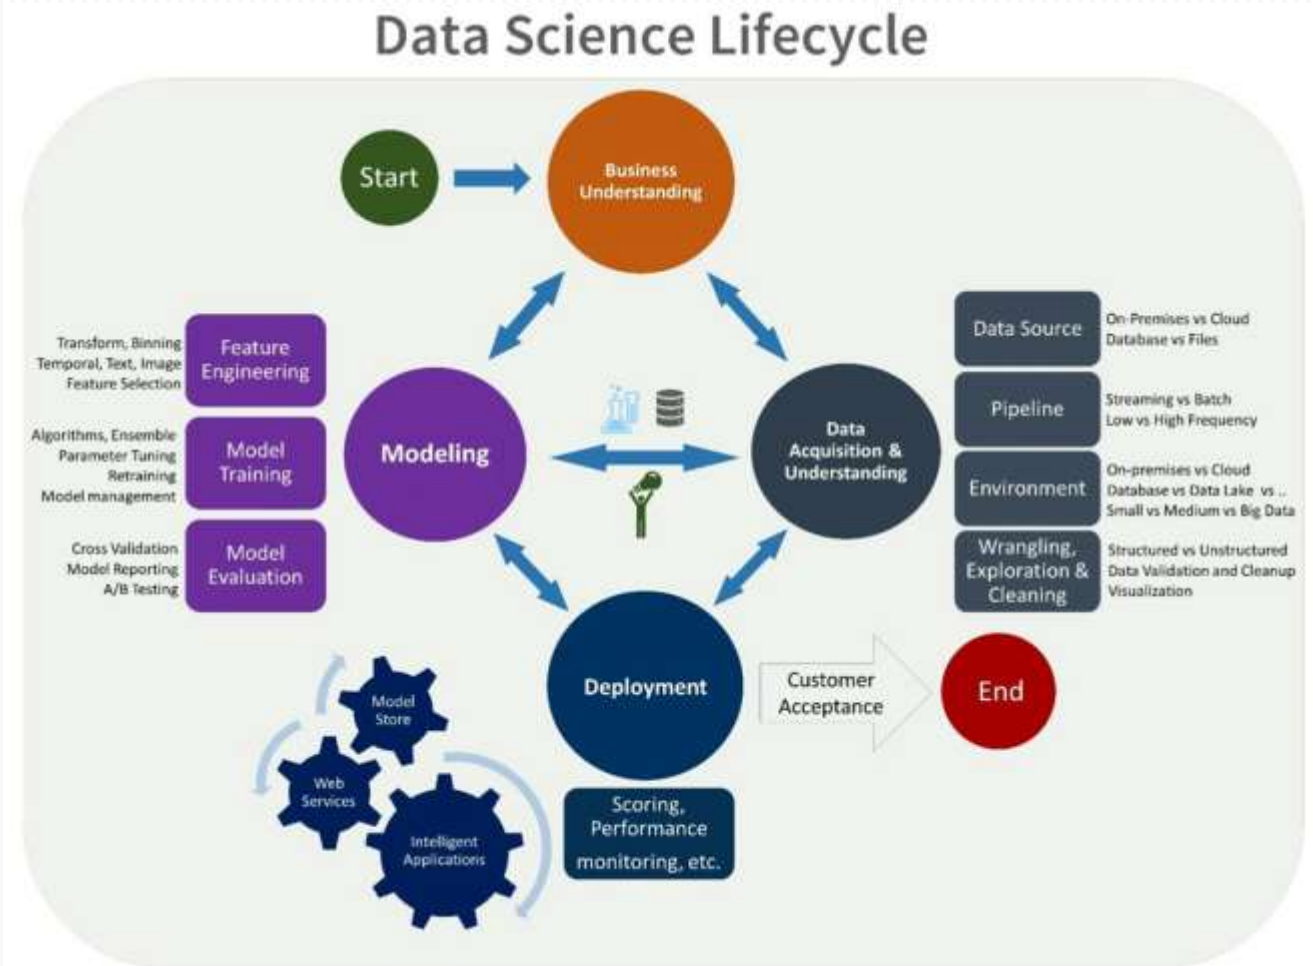 Data Science Lifecycle
Start
Business
Understanding
Transform, Binning
Temporal, Text, Image
Feature Selection
Feature
Engineering
Algorithms, Ensemble
Parameter Tuning
Retraining
Model management
Model
Training
Cross Validation
Model Reporting
A/B Testing
Model
Evaluation
Modeling
Data
Acquisition &
Understanding
Data Source
On-Premises vs Cloud
Database vs Files
Pipeline
Streaming vs Batch
Low vs High Frequency
Environment
On-premises vs Cloud
Database vs Data Lake vs ..
Small vs Medium vs Big Data
Wrangling,
Exploration &
Cleaning
Structured vs Unstructured
Data Validation and Cleanup
Visualization
Deployment
Customer
Acceptance
End
Model
Store
Web
Services
Intelligent
Applications
Scoring,
Performance
monitoring, etc.